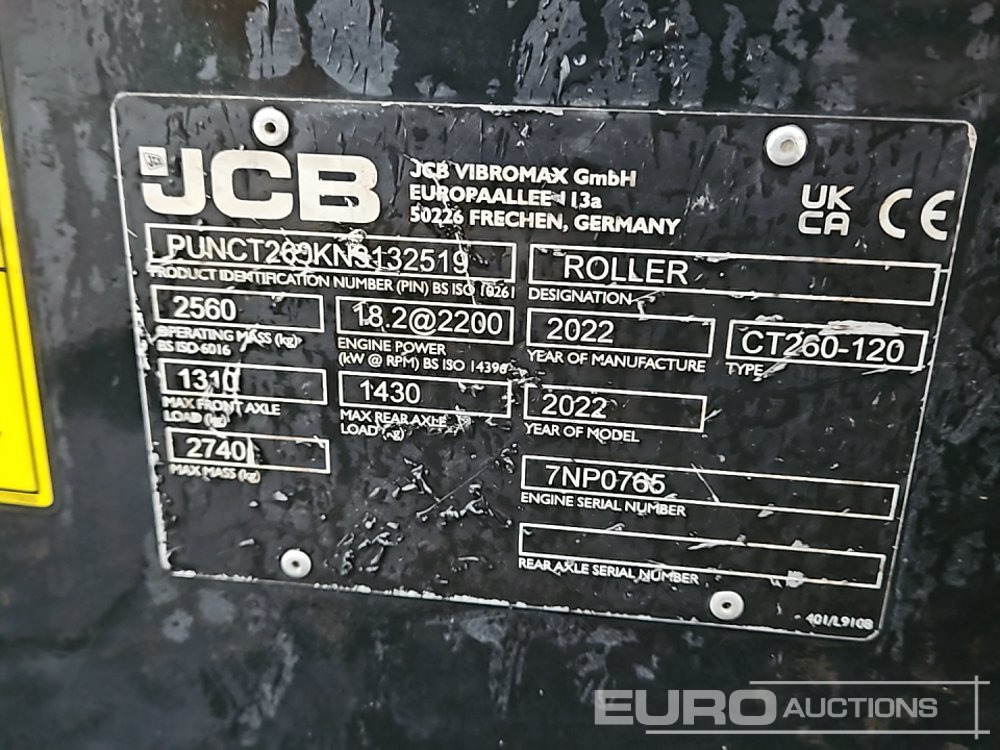 JCB
JCB VIBROMAX GmbH
EUROPAALLEE 113a
50226 FRECHEN, GERMANY
UK
CA CE
PUNCT260KN3132519
PRODUCT IDENTIFICATION NUMBER (PIN) BS ISO 10261
ROLLER
DESIGNATION
2560
OPERATING MASS (kg)
BS ISO-6016
18.2@2200
ENGINE POWER
(kW @ RPM) BS ISO 14396
2022
YEAR OF MANUFACTURE
CT260-120
TYPE
1310
MAX FRONT AXLE
LOAD (kg)
1430
MAX REAR AXLE
LOAD (kg)
2022
YEAR OF MODEL
2740
MAX MASS (kg)
7NP0765
ENGINE SERIAL NUMBER
REAR AXLE SERIAL NUMBER
401/L9108
EURO AUCTIONS